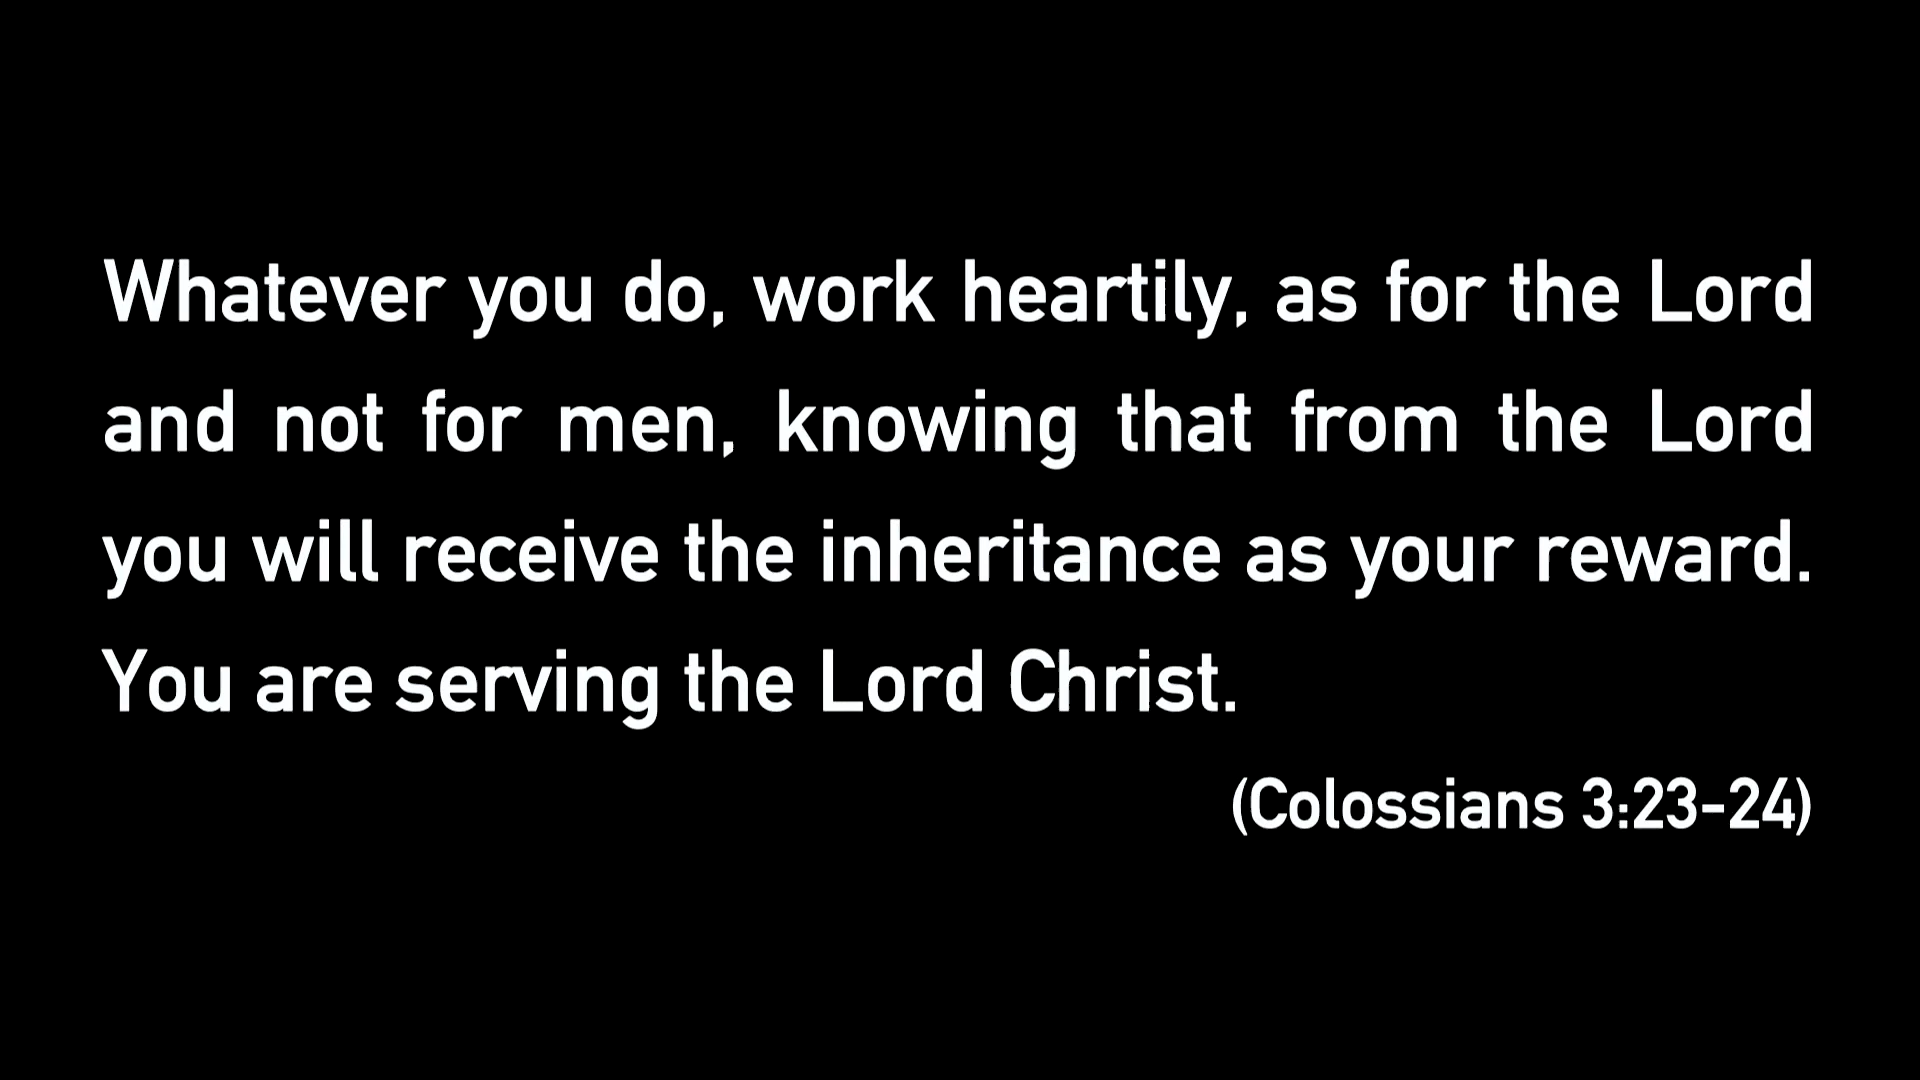 Whatever you do, work heartily, as for the Lord
and not for men, knowing that from the Lord
you will receive the inheritance as your reward.
You are serving the Lord Christ.
(Colossians 3:23-24)